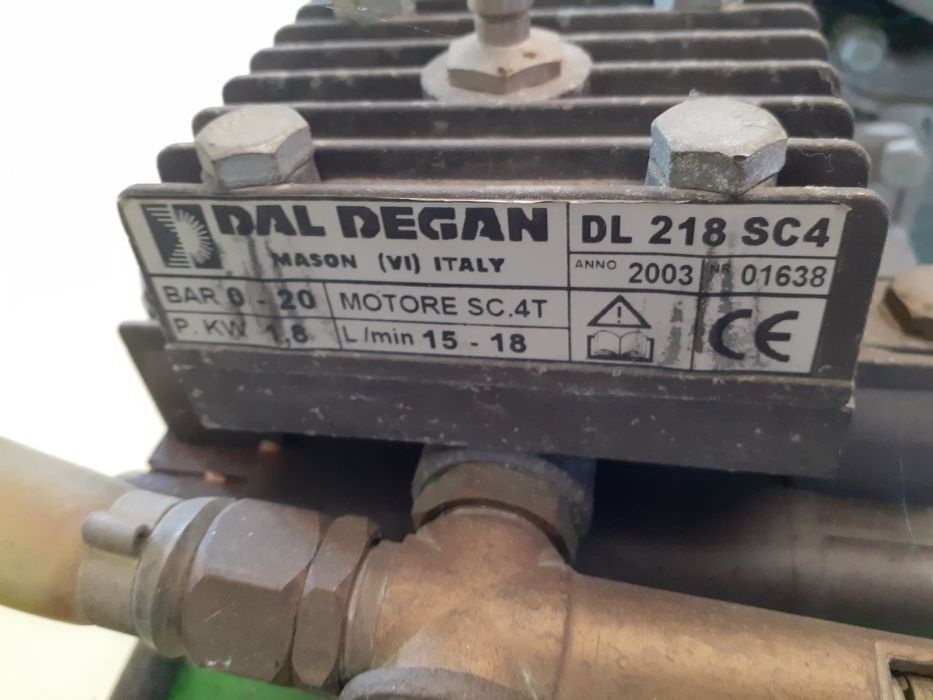 DAL DEGAN
MASON (VI) ITALY
DL 218 SC4
ANNO 2003 NR 01638
BAR 0 - 20 MOTORE SC.4T
P. KW 1,8 L/min 15 - 18
CE